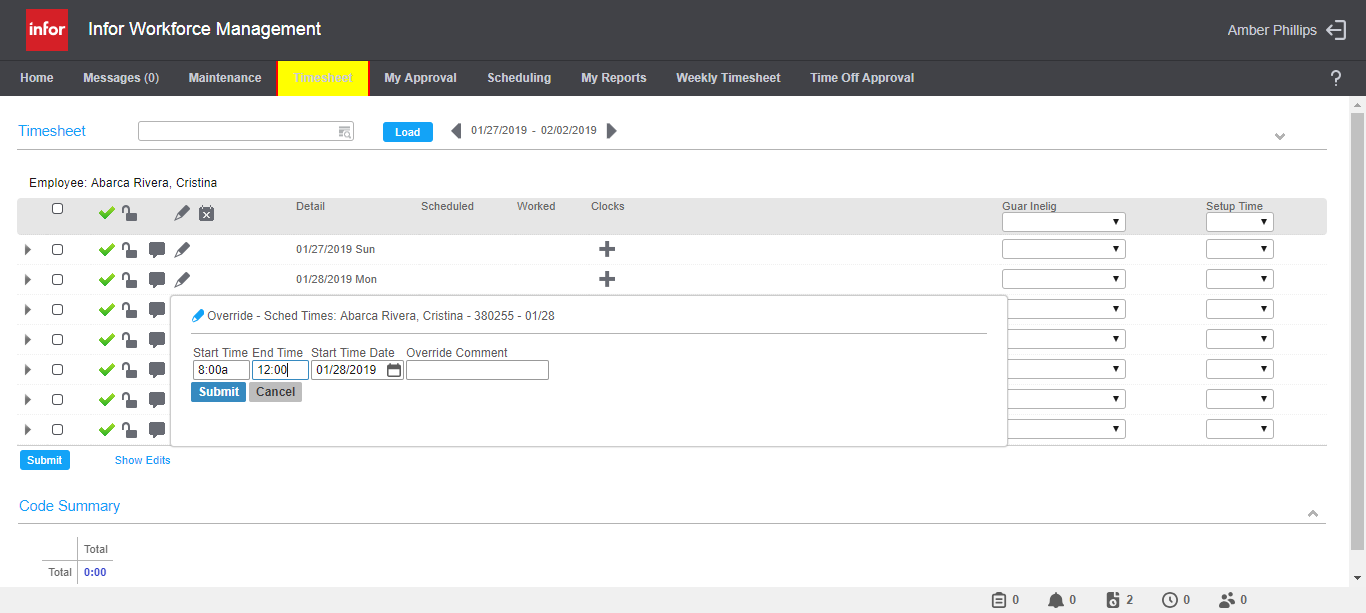 infor Infor Workforce Management Amber Phillips
Home Messages (0) Maintenance Timesheet My Approval Scheduling My Reports Weekly Timesheet Time Off Approval ?
Timesheet Load 01/27/2019 - 02/02/2019
Employee: Abarca Rivera, Cristina
Detail Scheduled Worked Clocks Guar Inelig Setup Time
01/27/2019 Sun
01/28/2019 Mon
Override - Sched Times: Abarca Rivera, Cristina - 380255 - 01/28
Start Time End Time Start Time Date Override Comment
8:00a 12:00 01/28/2019
Submit Cancel
Submit Show Edits
Code Summary
Total
Total 0:00
0 0 2 0 0